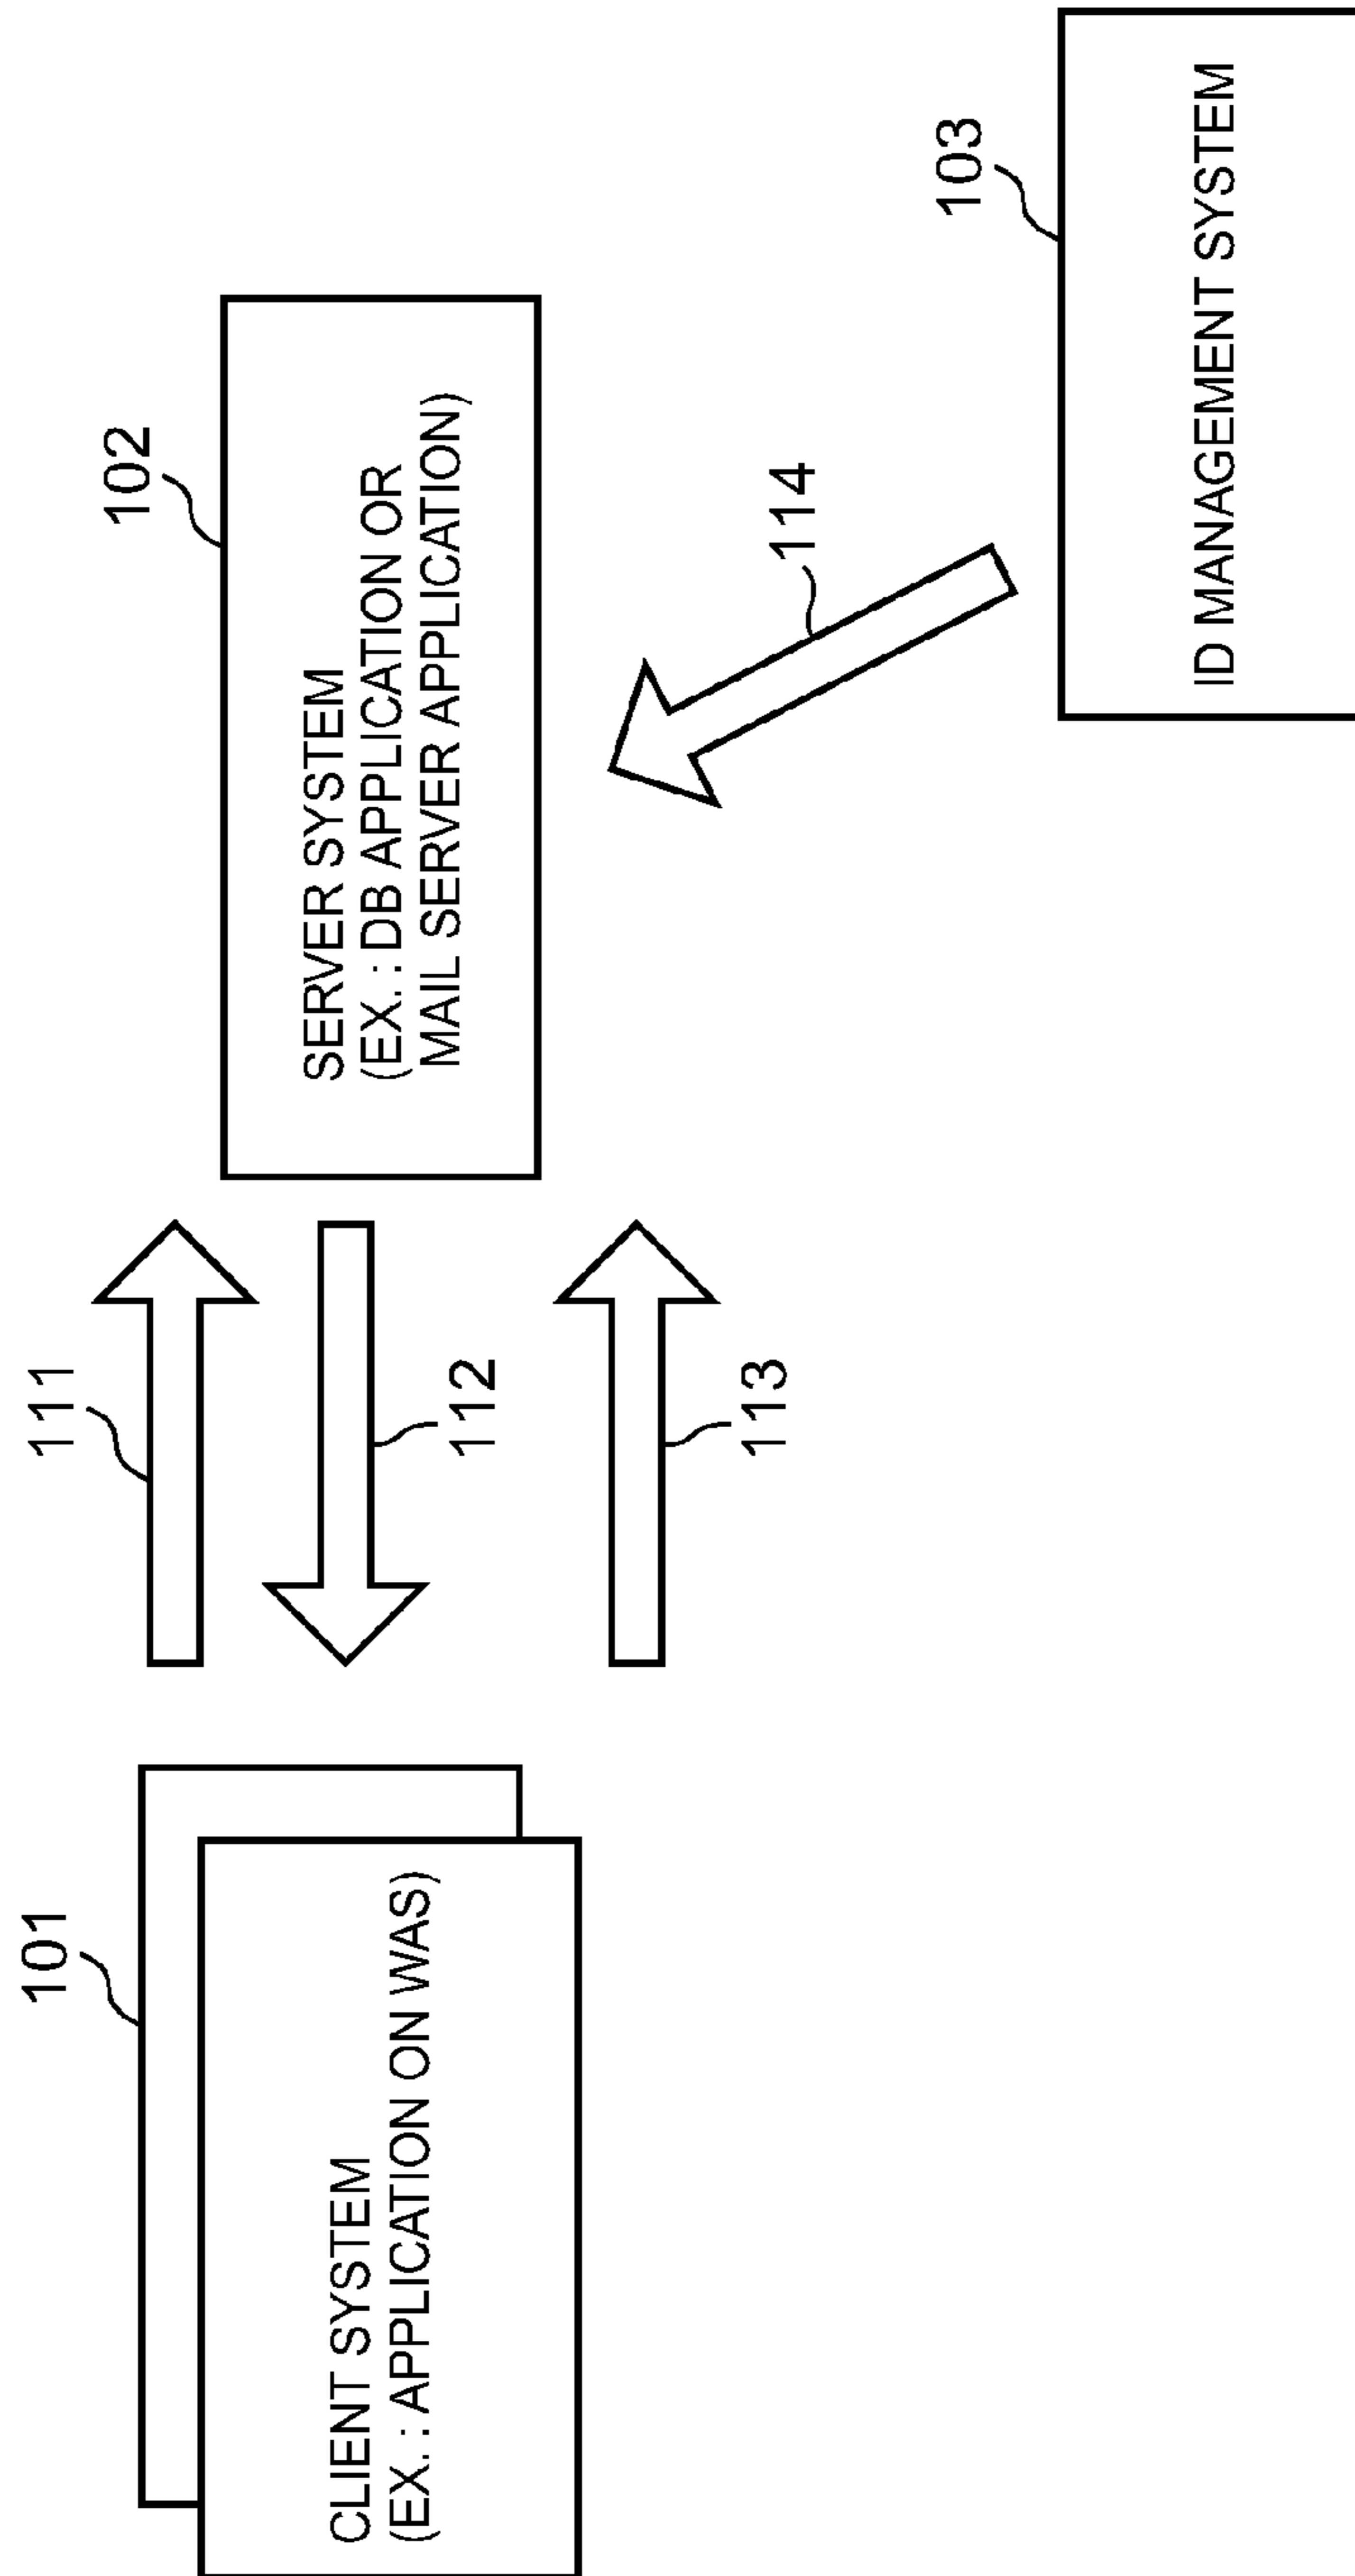 101
CLIENT SYSTEM
(EX. : APPLICATION ON WAS)
111
112
113
102
SERVER SYSTEM
(EX. : DB APPLICATION OR
MAIL SERVER APPLICATION)
114
103
ID MANAGEMENT SYSTEM